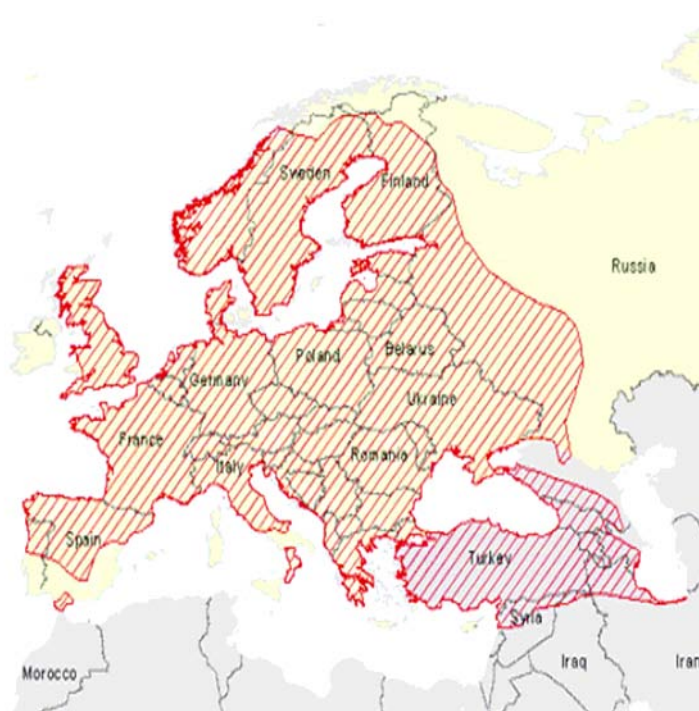 Sweden
Finland
Russia
Poland
Belarus
Germany
Ukraine
France
Romania
Italy
Spain
Turkey
Syria
Iraq
Iran
Morocco